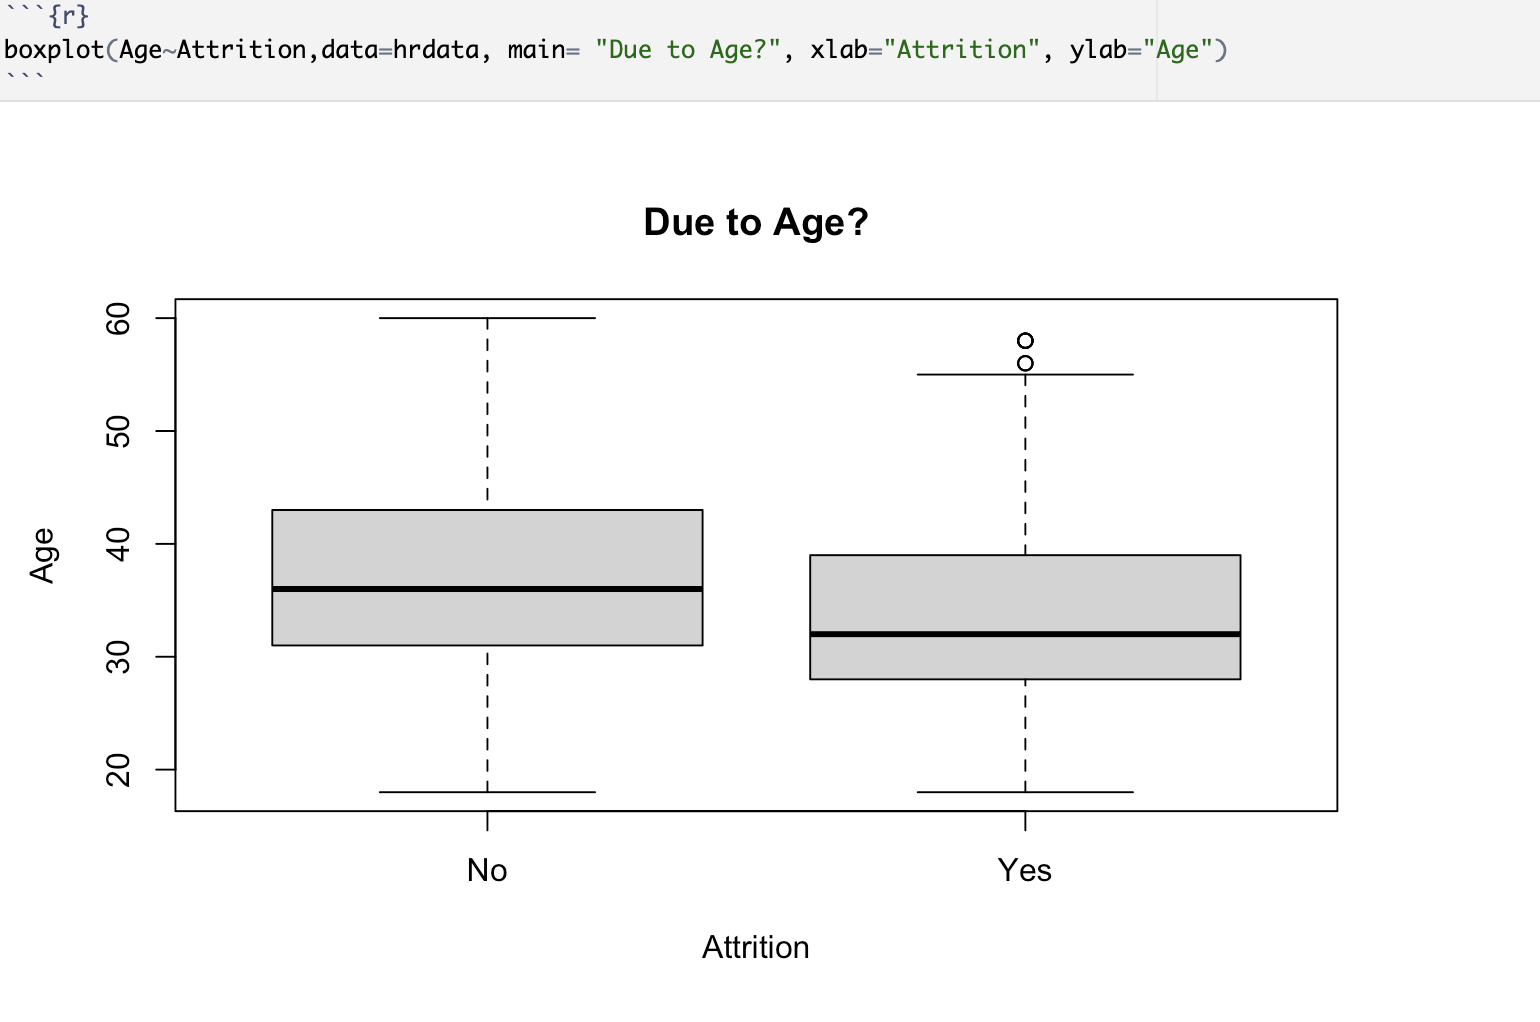 ```{r}
boxplot(Age~Attrition,data=hrdata, main= "Due to Age?", xlab="Attrition", ylab="Age")
```
Due to Age?
60
50
40
30
20
Age
No Yes
Attrition